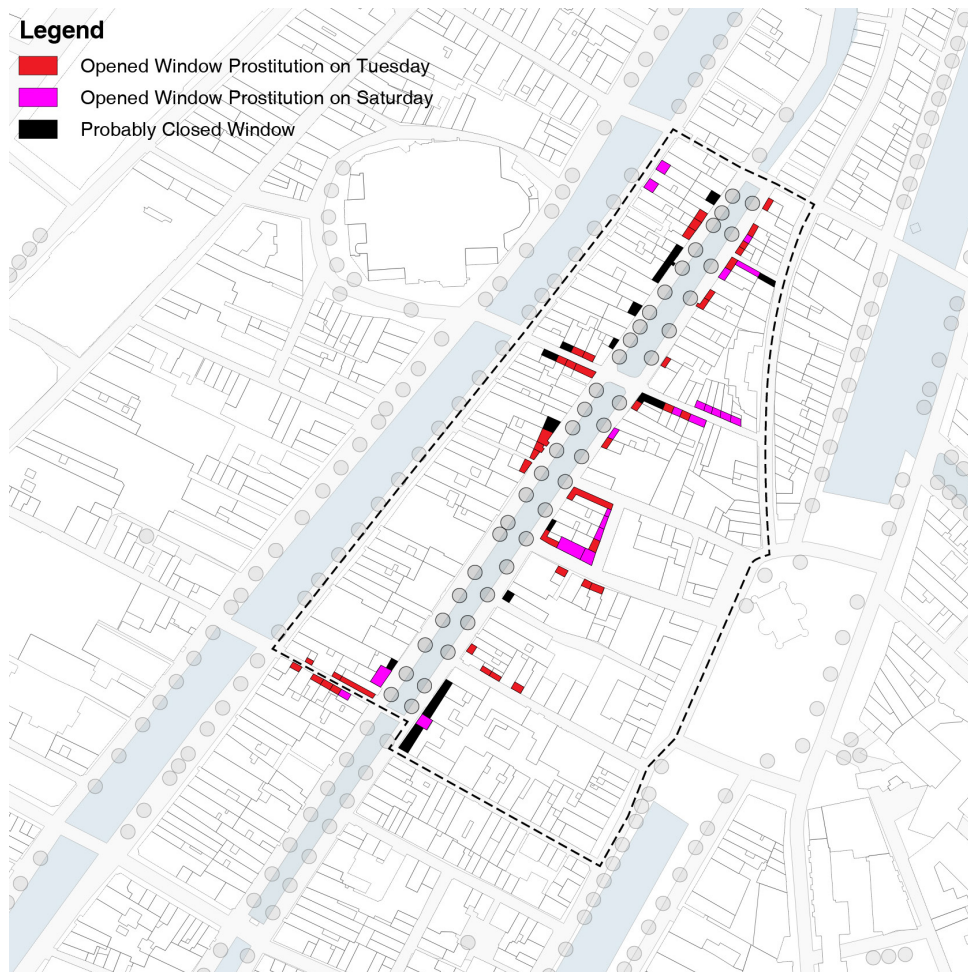 Legend
Opened Window Prostitution on Tuesday
Opened Window Prostitution on Saturday
Probably Closed Window